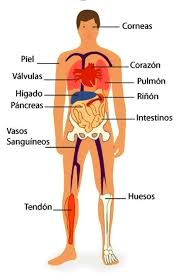 Corneas
Piel
Corazón
Válvulas
Pulmón
Hígado
Riñón
Páncreas
Intestinos
Vasos
Sanguíneos
Huesos
Tendón